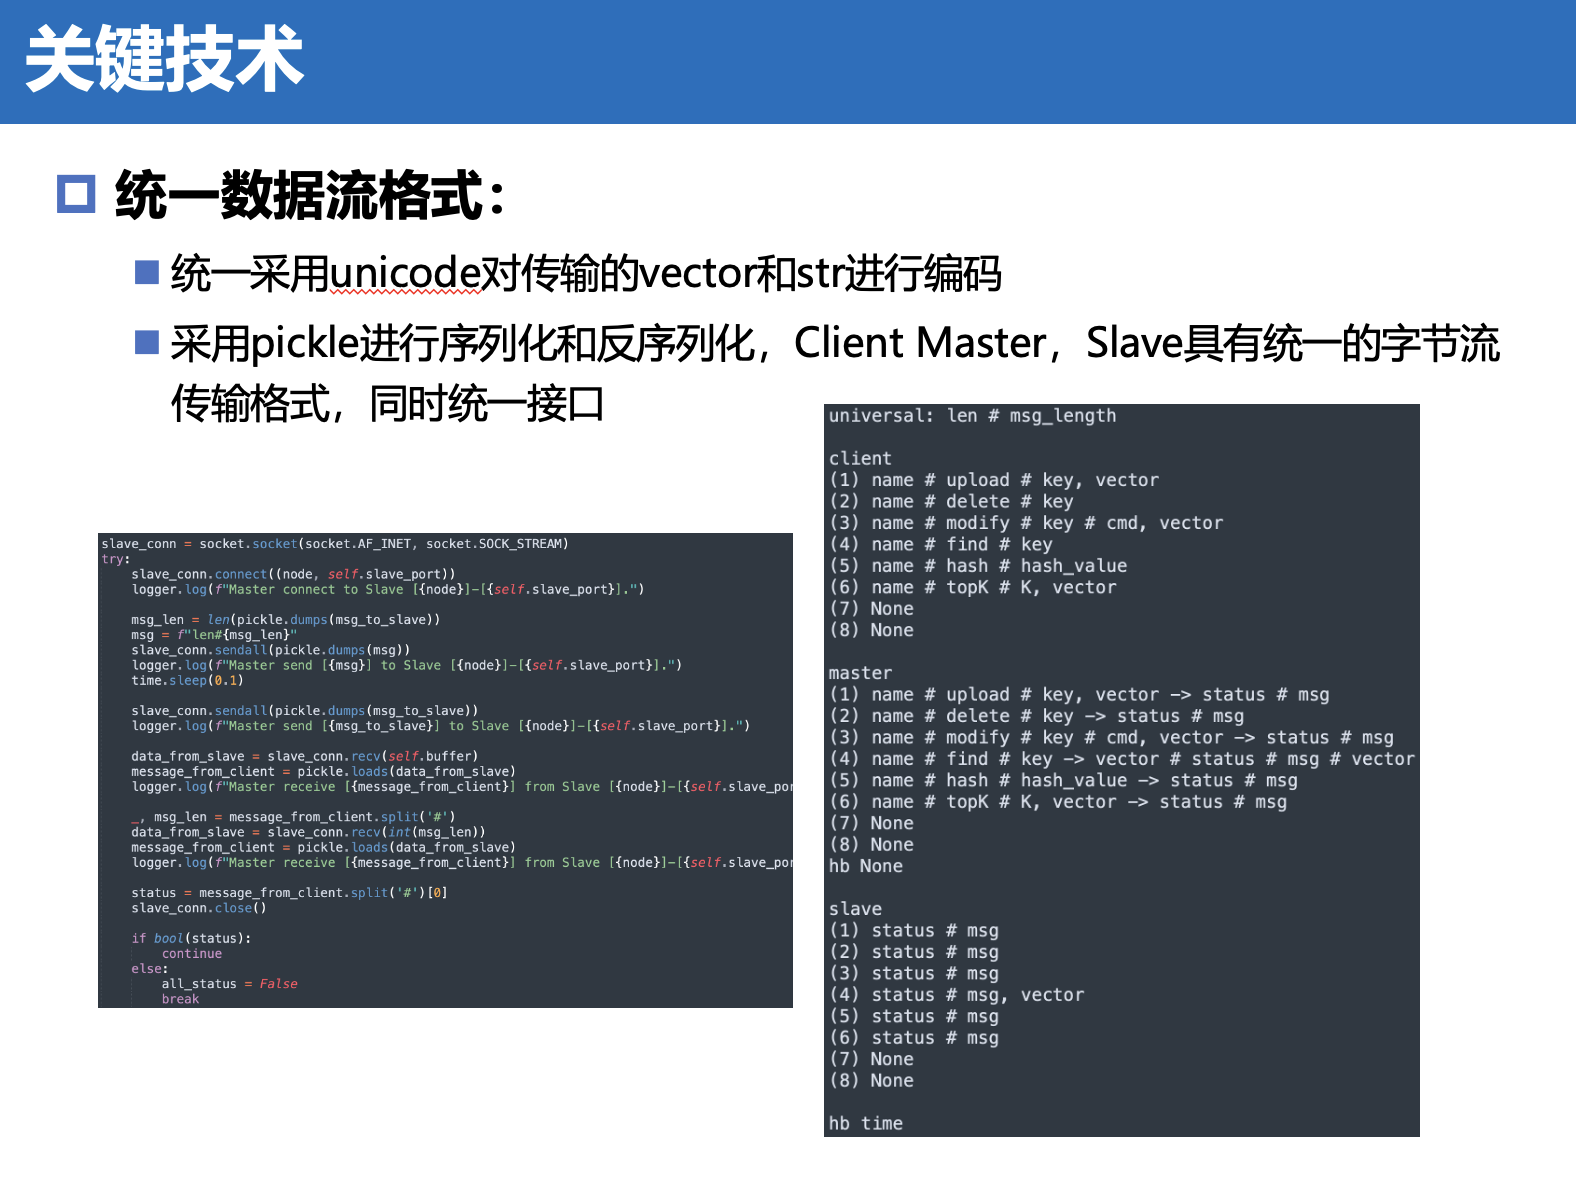 关键技术
统一数据流格式：
统一采用unicode对传输的vector和str进行编码
采用pickle进行序列化和反序列化，Client Master，Slave具有统一的字节流
传输格式，同时统一接口
slave_conn = socket.socket(socket.AF_INET, socket.SOCK_STREAM)
try:
    slave_conn.connect((node, self.slave_port))
    logger.log(f"Master connect to Slave [{node}]-[{self.slave_port}].")
    msg_len = len(pickle.dumps(msg_to_slave))
    msg = f"len#{msg_len}"
    slave_conn.sendall(pickle.dumps(msg))
    logger.log(f"Master send [{msg}] to Slave [{node}]-[{self.slave_port}].")
    time.sleep(0.1)
    slave_conn.sendall(pickle.dumps(msg_to_slave))
    logger.log(f"Master send [{msg_to_slave}] to Slave [{node}]-[{self.slave_port}].")
    data_from_slave = slave_conn.recv(self.buffer)
    message_from_client = pickle.loads(data_from_slave)
    logger.log(f"Master receive [{message_from_client}] from Slave [{node}]-[{self.slave_por
    _, msg_len = message_from_client.split('#')
    data_from_slave = slave_conn.recv(int(msg_len))
    message_from_client = pickle.loads(data_from_slave)
    logger.log(f"Master receive [{message_from_client}] from Slave [{node}]-[{self.slave_por
    status = message_from_client.split('#')[0]
    slave_conn.close()
    if bool(status):
        continue
    else:
        all_status = False
        break
universal: len # msg_length
client
(1) name # upload # key, vector
(2) name # delete # key
(3) name # modify # key # cmd, vector
(4) name # find # key
(5) name # hash # hash_value
(6) name # topK # K, vector
(7) None
(8) None
master
(1) name # upload # key, vector -> status # msg
(2) name # delete # key -> status # msg
(3) name # modify # key # cmd, vector -> status # msg
(4) name # find # key -> vector # status # msg # vector
(5) name # hash # hash_value -> status # msg
(6) name # topK # K, vector -> status # msg
(7) None
(8) None
hb None
slave
(1) status # msg
(2) status # msg
(3) status # msg
(4) status # msg, vector
(5) status # msg
(6) status # msg
(7) None
(8) None
hb time